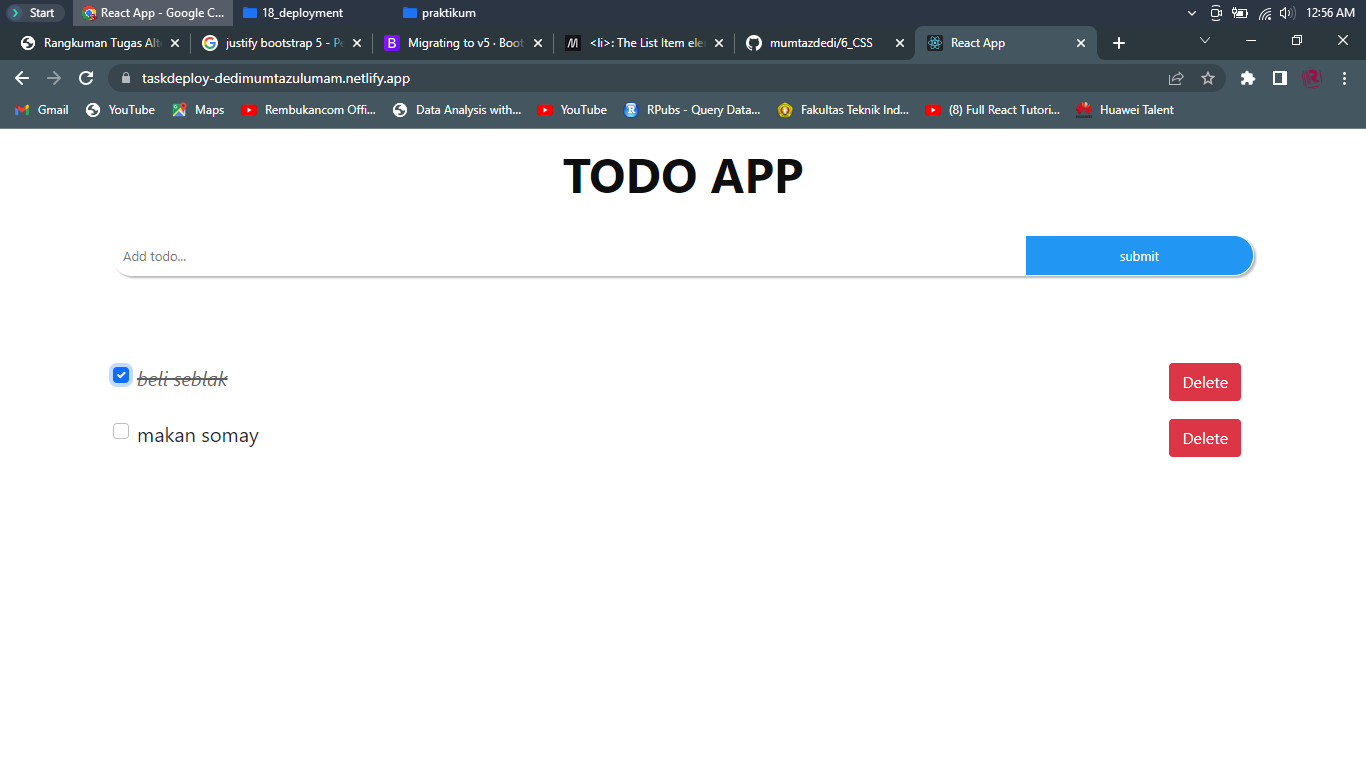 Start
React App - Google C...
18_deployment
praktikum
12:56 AM
Rangkuman Tugas Alt
justify bootstrap 5 - Pe
Migrating to v5 · Boot
<li>: The List Item ele
mumtazdedi/6_CSS
React App
taskdeploy-dedimumtazulumam.netlify.app
Gmail
YouTube
Maps
Rembukancom Offi...
Data Analysis with...
YouTube
RPubs - Query Data...
Fakultas Teknik Ind...
(8) Full React Tutori...
Huawei Talent
TODO APP
Add todo...
submit
beli seblak
Delete
makan somay
Delete